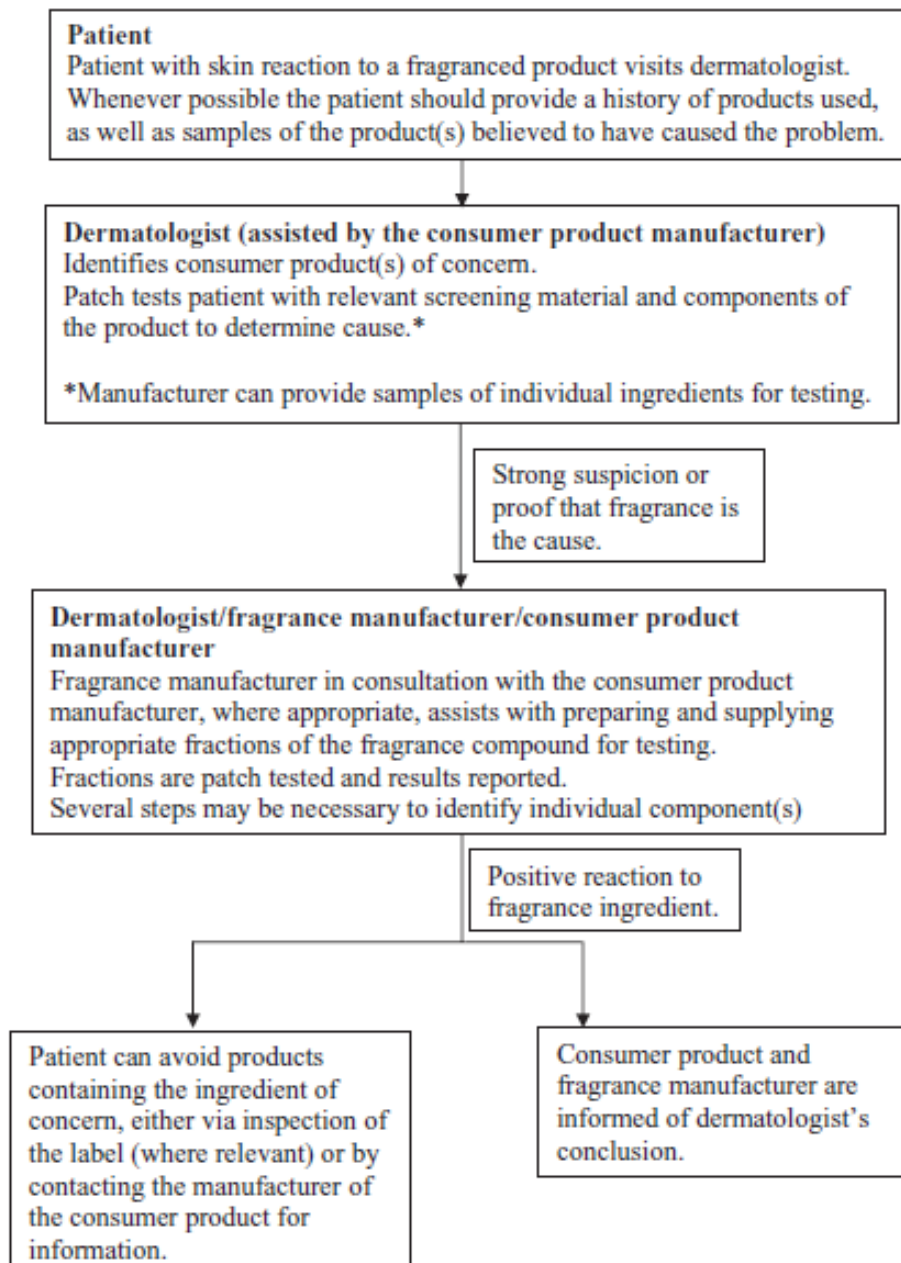 Patient
Patient with skin reaction to a fragranced product visits dermatologist.
Whenever possible the patient should provide a history of products used,
as well as samples of the product(s) believed to have caused the problem.
Dermatologist (assisted by the consumer product manufacturer)
Identifies consumer product(s) of concern.
Patch tests patient with relevant screening material and components of
the product to determine cause.*
*Manufacturer can provide samples of individual ingredients for testing.
Strong suspicion or
proof that fragrance is
the cause.
Dermatologist/fragrance manufacturer/consumer product
manufacturer
Fragrance manufacturer in consultation with the consumer product
manufacturer, where appropriate, assists with preparing and supplying
appropriate fractions of the fragrance compound for testing.
Fractions are patch tested and results reported.
Several steps may be necessary to identify individual component(s)
Positive reaction to
fragrance ingredient.
Patient can avoid products
containing the ingredient of
concern, either via inspection of
the label (where relevant) or by
contacting the manufacturer of
the consumer product for
information.
Consumer product and
fragrance manufacturer are
informed of dermatologist’s
conclusion.